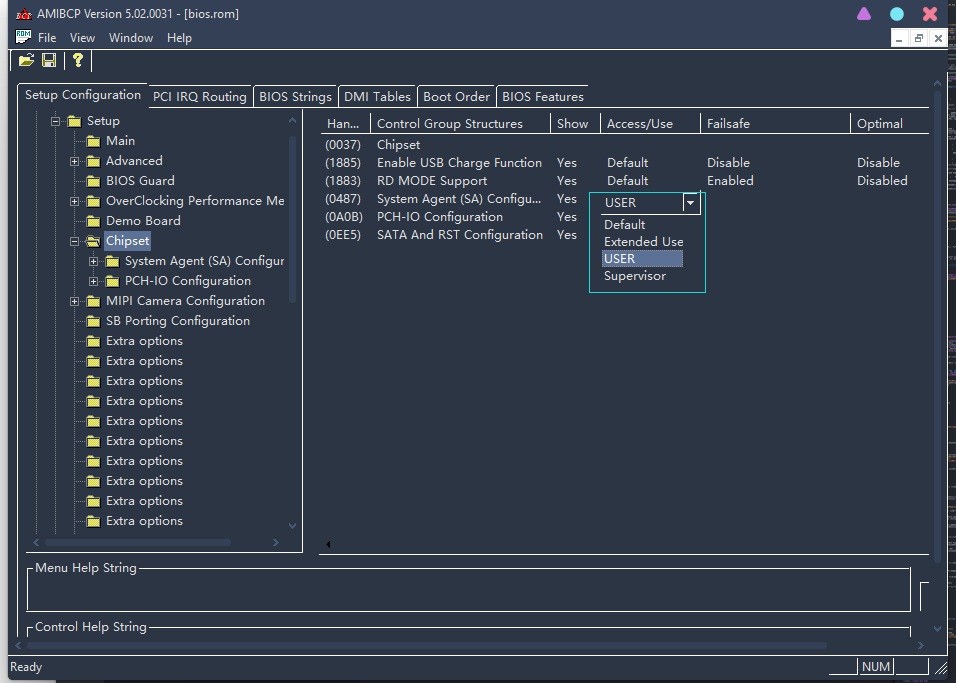 AMIBCP Version 5.02.0031 - [bios.rom]
File View Window Help
Setup Configuration PCI IRQ Routing BIOS Strings DMI Tables Boot Order BIOS Features
Setup
Main
Advanced
BIOS Guard
OverClocking Performance Me
Demo Board
Chipset
System Agent (SA) Configur
PCH-IO Configuration
MIPI Camera Configuration
SB Porting Configuration
Extra options
Extra options
Extra options
Extra options
Extra options
Extra options
Extra options
Extra options
Extra options
Extra options
Han... Control Group Structures Show Access/Use Failsafe Optimal
(0037) Chipset
(1885) Enable USB Charge Function Yes Default Disable Disable
(1883) RD MODE Support Yes Default Enabled Disabled
(0487) System Agent (SA) Configu... Yes USER
(0A0B) PCH-IO Configuration Yes
(0EE5) SATA And RST Configuration Yes
Default
Extended Use
USER
Supervisor
Menu Help String
Control Help String
Ready NUM